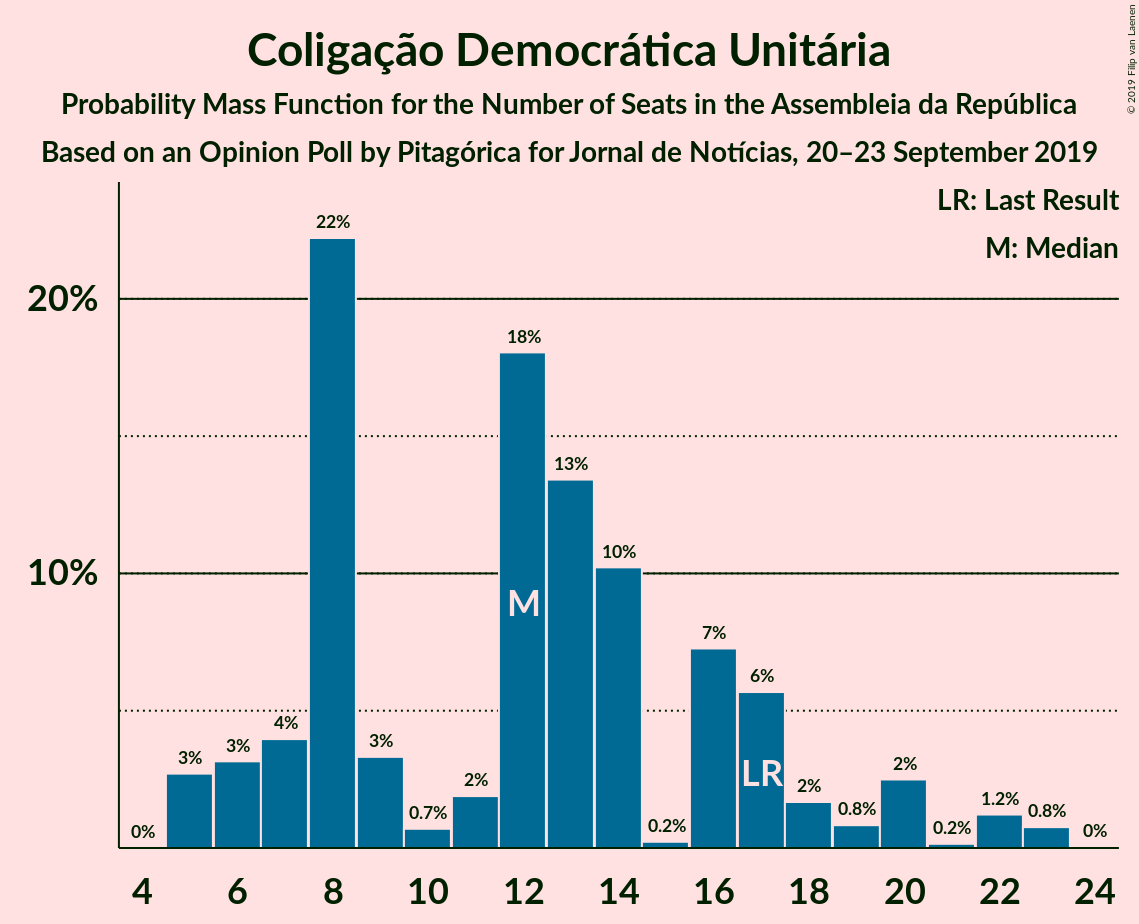 Coligação Democrática Unitária
Probability Mass Function for the Number of Seats in the Assembleia da República
Based on an Opinion Poll by Pitagórica for Jornal de Notícias, 20–23 September 2019
© 2019 Filip van Laenen
LR: Last Result
M: Median
20%
10%
0%
3%
3%
4%
22%
3%
0.7%
2%
18%
13%
10%
0.2%
7%
6%
2%
0.8%
2%
0.2%
1.2%
0.8%
0%
M
LR
4 6 8 10 12 14 16 18 20 22 24